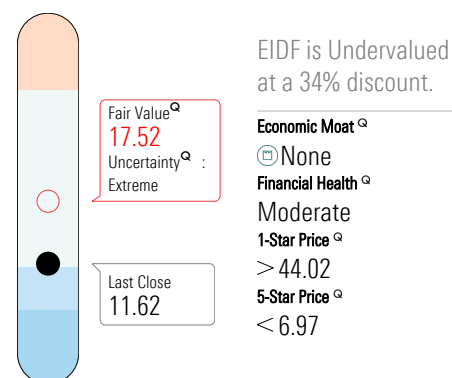 Fair Value Q
17.52
Uncertainty Q :
Extreme
Last Close
11.62
EIDF is Undervalued
at a 34% discount.
Economic Moat Q
None
Financial Health Q
Moderate
1-Star Price Q
>44.02
5-Star Price Q
<6.97